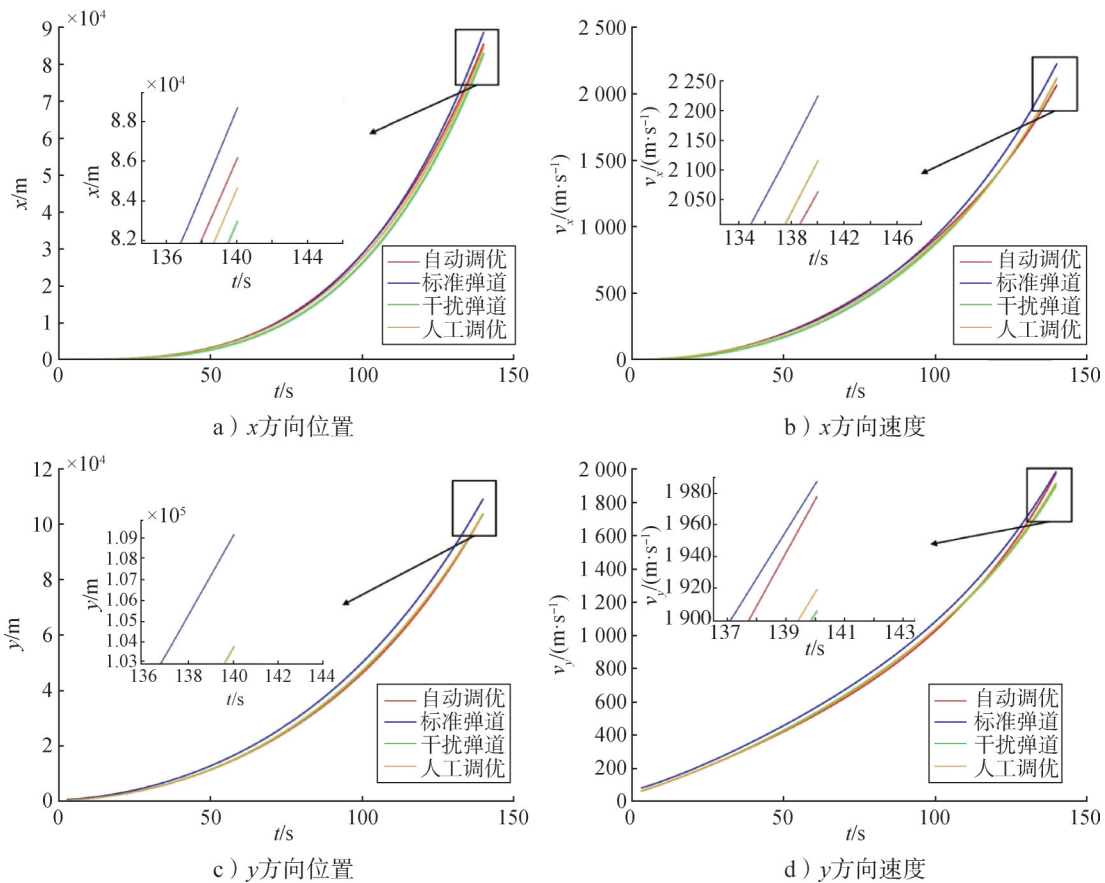 ×10⁴
9
8
7
6
5
4
3
2
1
0
x/m
0
50
100
150
t/s
×10⁴
8.8
8.6
8.4
8.2
x/m
136
140
144
t/s
自动调优
标准弹道
干扰弹道
人工调优
a）x方向位置
2 500
2 000
1 500
1 000
500
0
vₓ/(m·s⁻¹)
0
50
100
150
t/s
2 250
2 200
2 150
2 100
2 050
vₓ/(m·s⁻¹)
134
138
142
146
t/s
自动调优
标准弹道
干扰弹道
人工调优
b）x方向速度
×10⁴
12
10
8
6
4
2
0
y/m
0
50
100
150
t/s
×10⁵
1.09
1.08
1.07
1.06
1.05
1.04
1.03
y/m
136
138
140
142
144
t/s
自动调优
标准弹道
干扰弹道
人工调优
c）y方向位置
2 000
1 800
1 600
1 400
1 200
1 000
800
600
400
200
0
v_y/(m·s⁻¹)
0
50
100
150
t/s
1 980
1 960
1 940
1 920
1 900
v_y/(m·s⁻¹)
137
139
141
143
t/s
自动调优
标准弹道
干扰弹道
人工调优
d）y方向速度